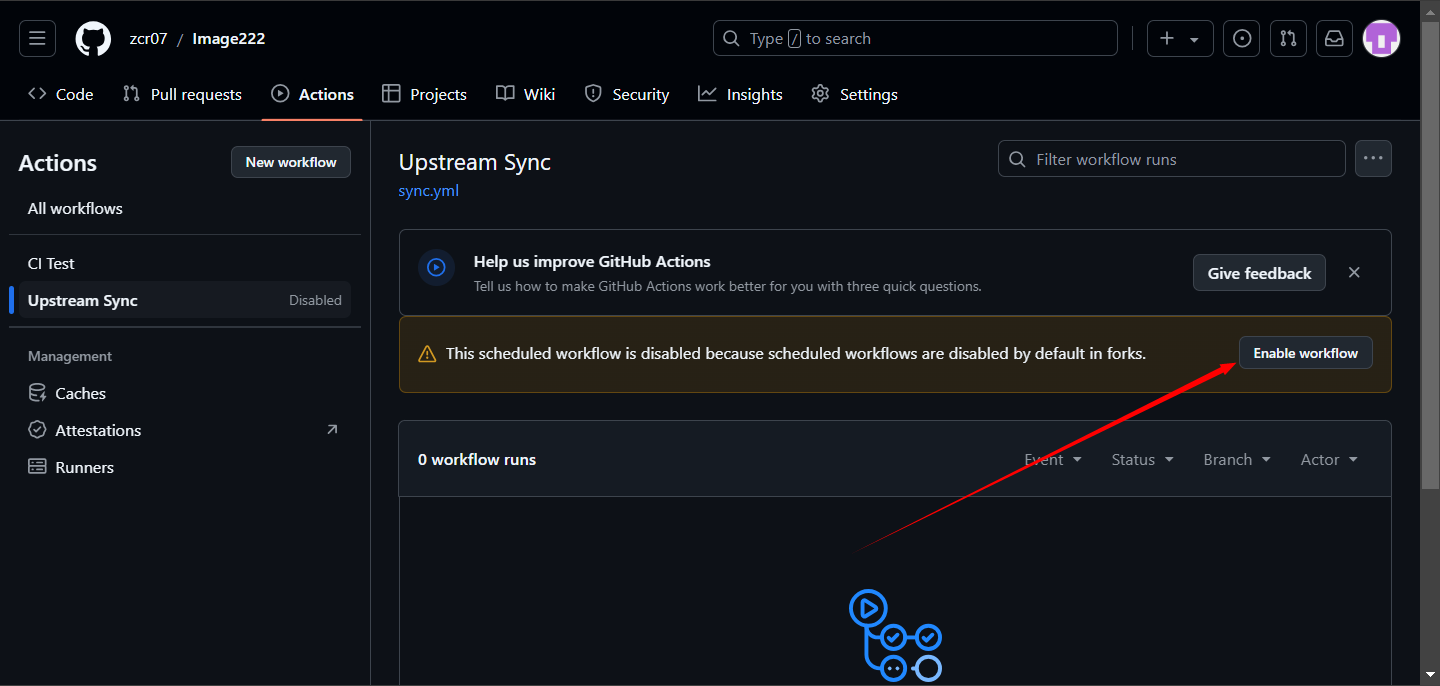 zcr07 / Image222
Type / to search
Code Pull requests Actions Projects Wiki Security Insights Settings
Actions
New workflow
All workflows
CI Test
Upstream Sync Disabled
Management
Caches
Attestations
Runners
Upstream Sync
sync.yml
Filter workflow runs
Help us improve GitHub Actions
Tell us how to make GitHub Actions work better for you with three quick questions.
Give feedback
This scheduled workflow is disabled because scheduled workflows are disabled by default in forks.
Enable workflow
0 workflow runs
Event Status Branch Actor